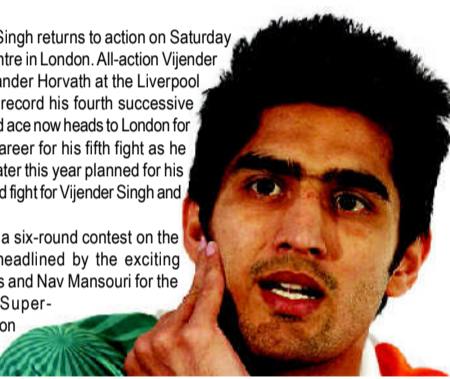 Singh returns to action on Saturday
ntre in London. All-action Vijender
ander Horvath at the Liverpool
record his fourth successive
d ace now heads to London for
areer for his fifth fight as he
ater this year planned for his
d fight for Vijender Singh and
a six-round contest on the
headlined by the exciting
s and Nav Mansouri for the
Super-
on